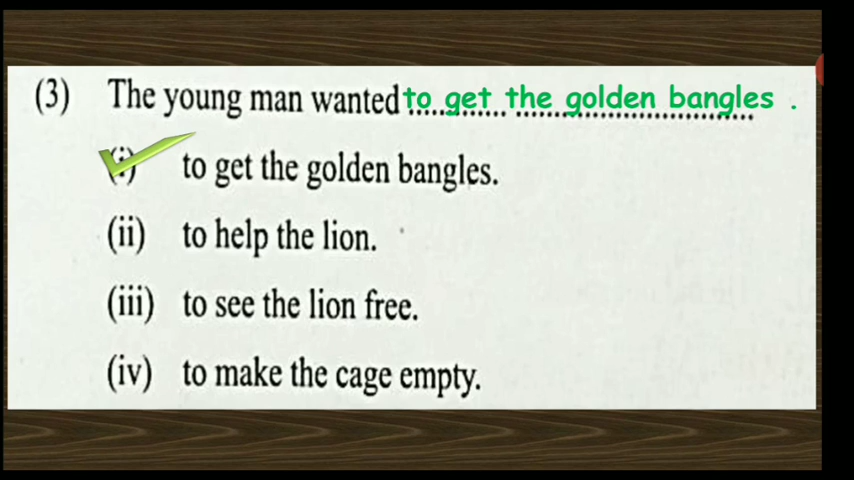 (3) The young man wanted to get the golden bangles .
(i) to get the golden bangles.
(ii) to help the lion.
(iii) to see the lion free.
(iv) to make the cage empty.